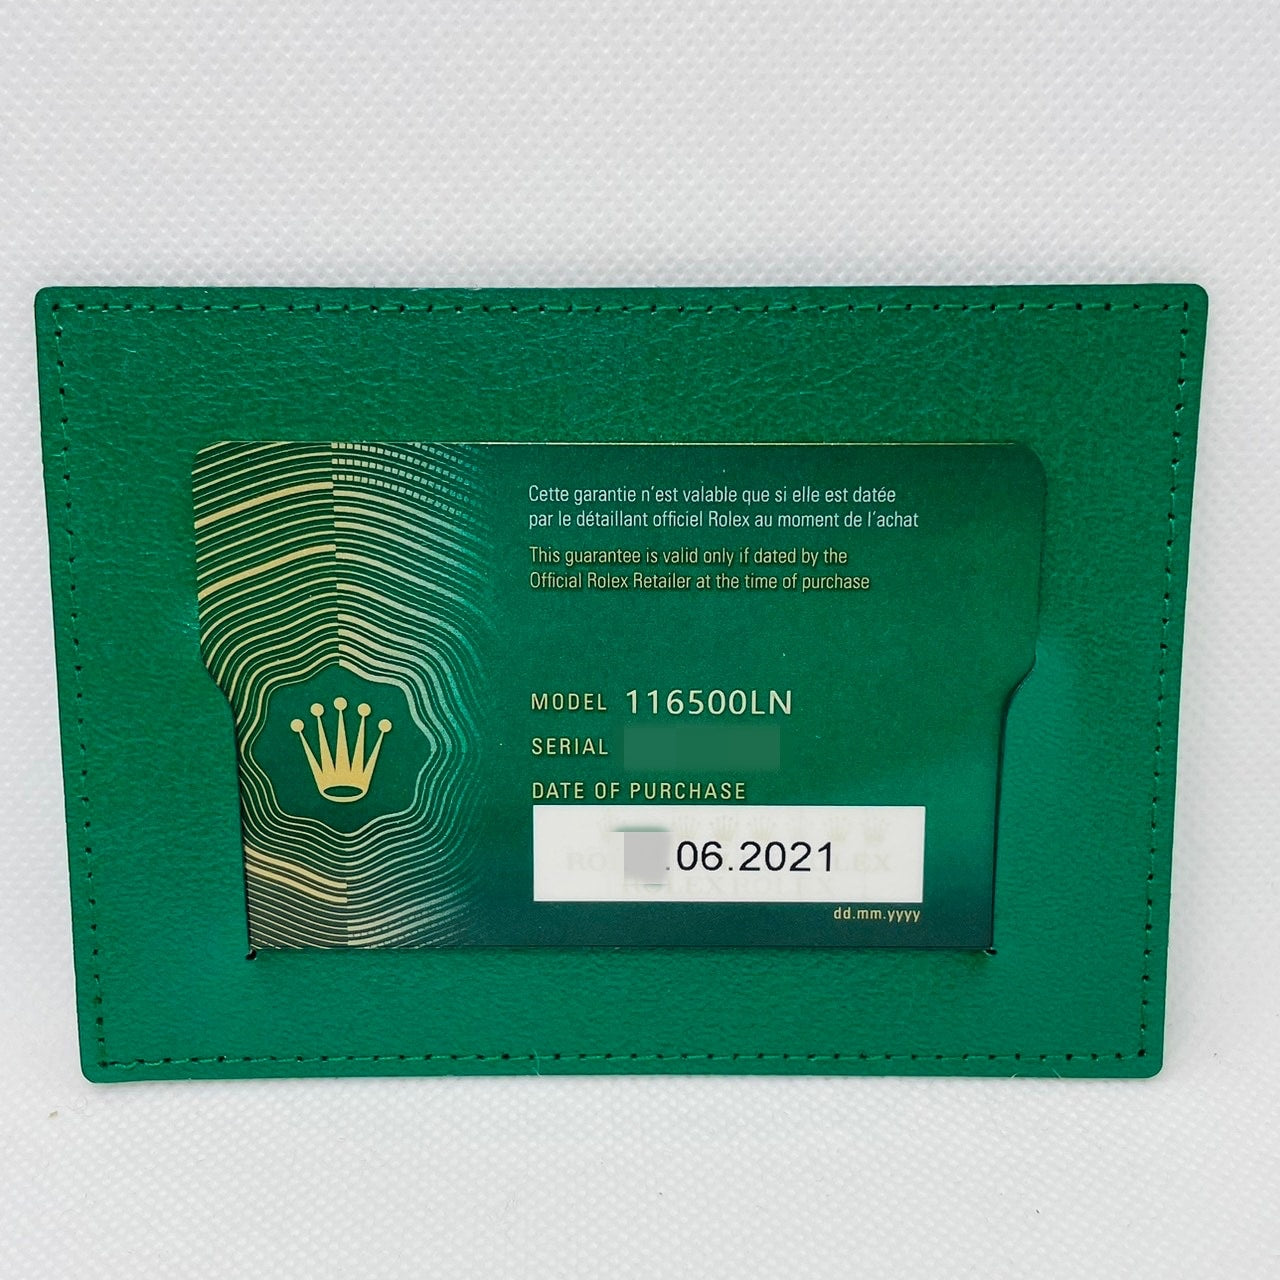 Cette garantie n'est valable que si elle est datée
par le détaillant officiel Rolex au moment de l'achat
This guarantee is valid only if dated by the
Official Rolex Retailer at the time of purchase
MODEL 116500LN
SERIAL
DATE OF PURCHASE
.06.2021
dd.mm.yyyy